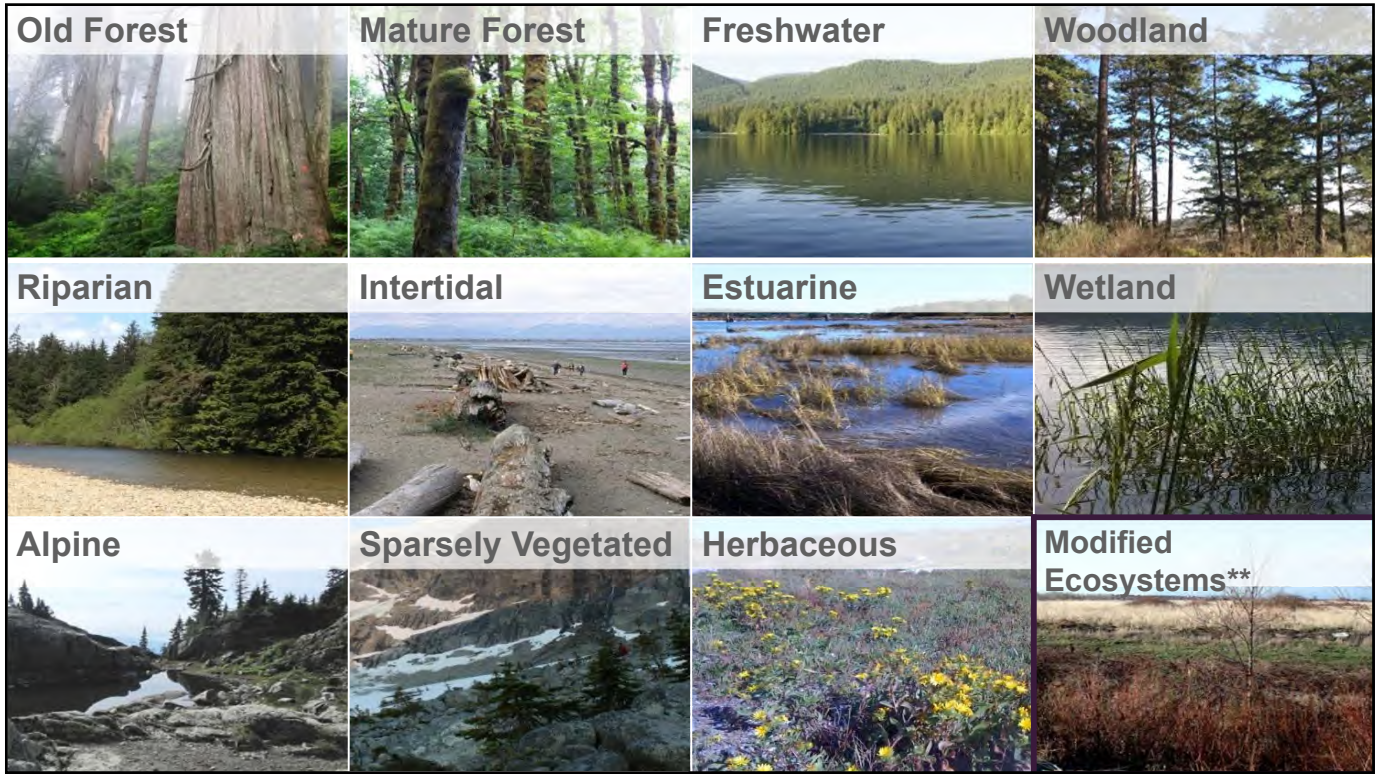 Old Forest
Mature Forest
Freshwater
Woodland
Riparian
Intertidal
Estuarine
Wetland
Alpine
Sparsely Vegetated
Herbaceous
Modified
Ecosystems**